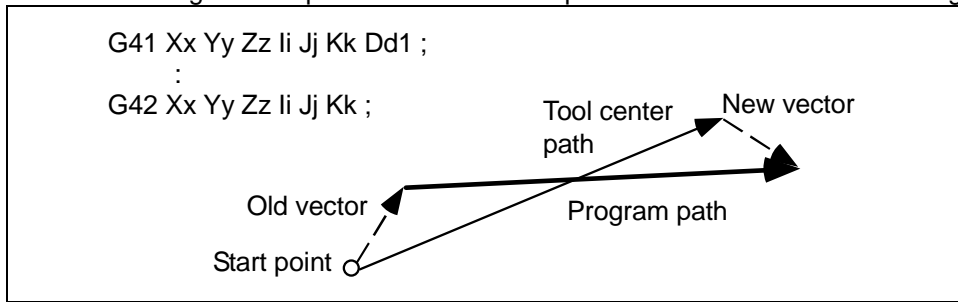 G41 Xx Yy Zz Ii Jj Kk Dd1 ;
:
G42 Xx Yy Zz Ii Jj Kk ;
Tool center
path
New vector
Old vector
Program path
Start point